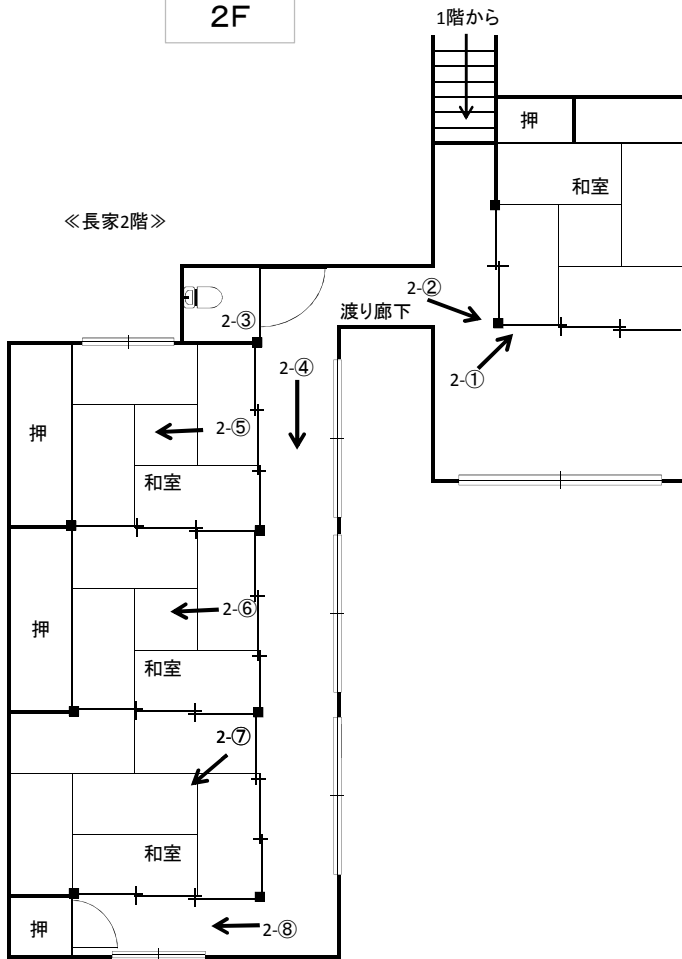 2F
1階から
押
和室
≪長家2階≫
2-②
2-③
渡り廊下
2-④
2-①
2-⑤
押
和室
2-⑥
押
和室
2-⑦
和室
押
2-⑧